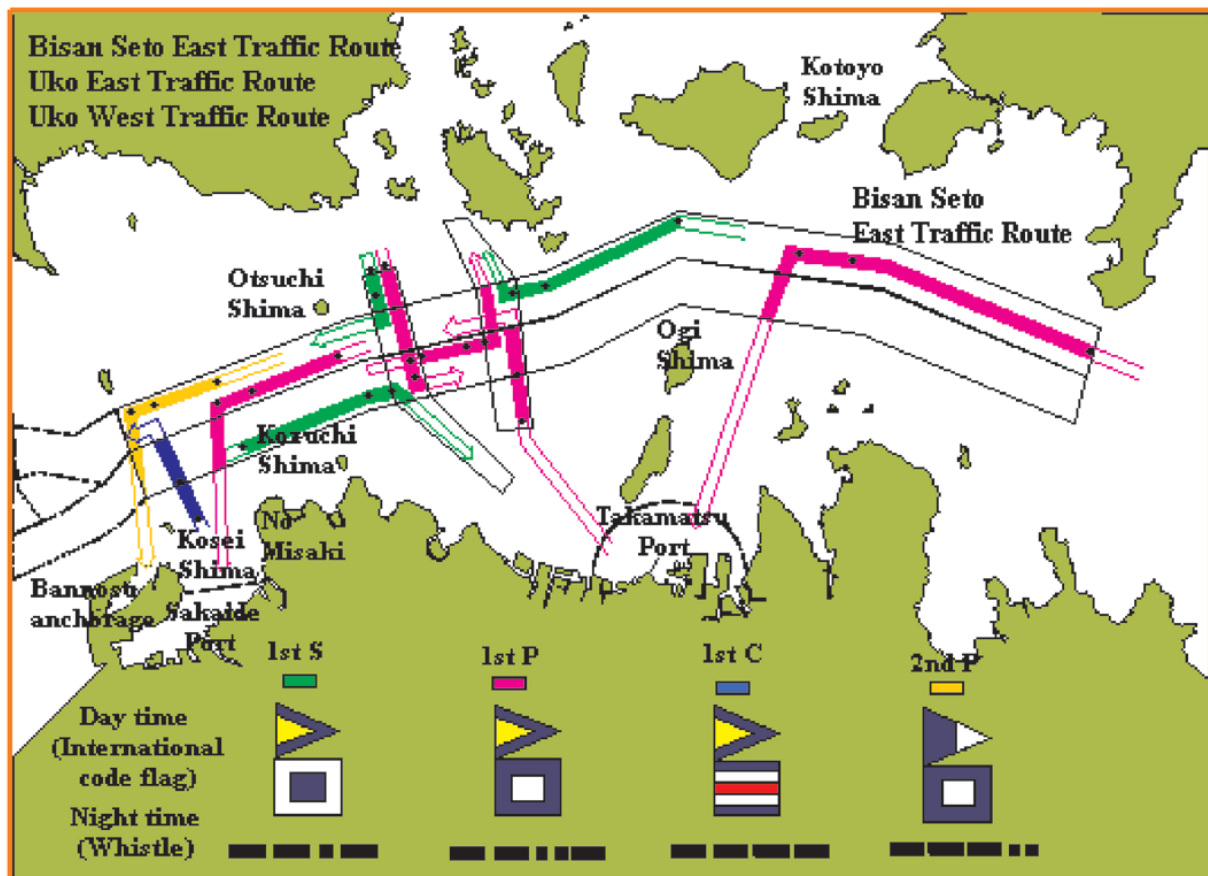 Bisan Seto East Traffic Route
Uko East Traffic Route
Uko West Traffic Route
Kotoyo
Shima
Bisan Seto
East Traffic Route
Otsuchi
Shima
Ogi
Shima
Kozuchi
Shima
Takamatsu
Port
No
Misaki
Kosei
Shima
Bannosu
anchorage
Sakaide
Port
1st S
1st P
1st C
2nd P
Day time
(International
code flag)
Night time
(Whistle)